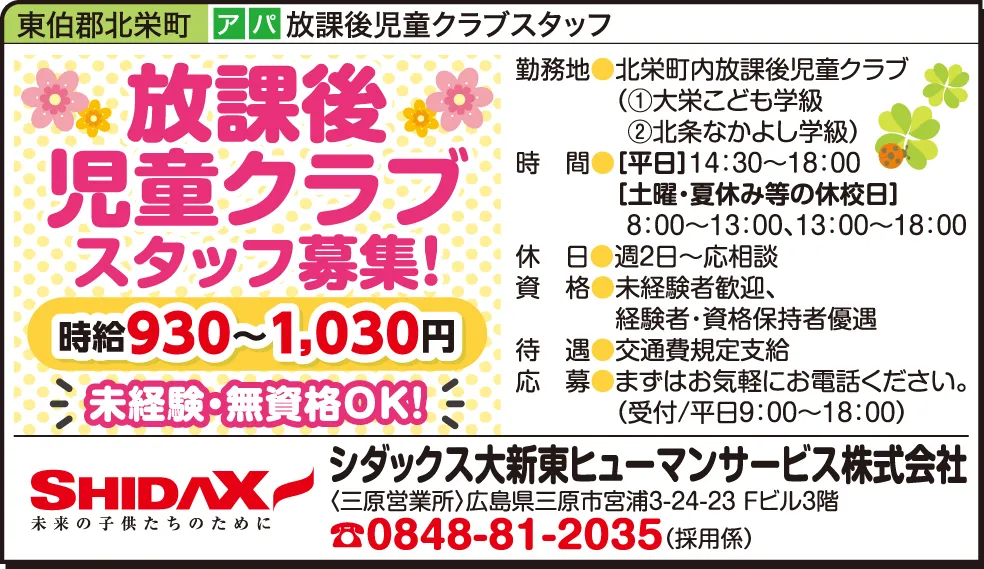 東伯郡北栄町 アパ 放課後児童クラブスタッフ
放課後
児童クラブ
スタッフ募集!
時給930～1,030円
未経験・無資格OK!
勤務地●北栄町内放課後児童クラブ
(①大栄こども学級
②北条なかよし学級)
時　間●[平日]14:30～18:00
[土曜・夏休み等の休校日]
8:00～13:00、13:00～18:00
休　日●週2日～応相談
資　格●未経験者歓迎、
経験者・資格保持者優遇
待　遇●交通費規定支給
応　募●まずはお気軽にお電話ください。
(受付/平日9:00～18:00)
SHIDAX
未来の子供たちのために
シダックス大新東ヒューマンサービス株式会社
〈三原営業所〉広島県三原市宮浦3-24-23 Fビル3階
☎0848-81-2035(採用係)